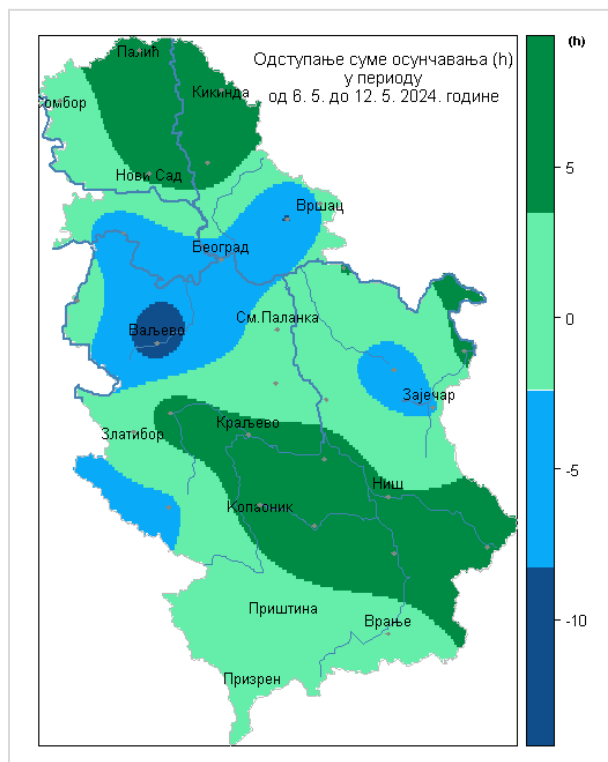 Одступање суме осунчавања (h)
у периоду
од 6. 5. до 12. 5. 2024. године
(h)
Палић
Кикинда
омбор
Нови Сад
Вршац
Београд
См.Паланка
Ваљево
Зајечар
Краљево
Златибор
Ниш
Копаоник
Приштина
Врање
Призрен
5
0
-5
-10